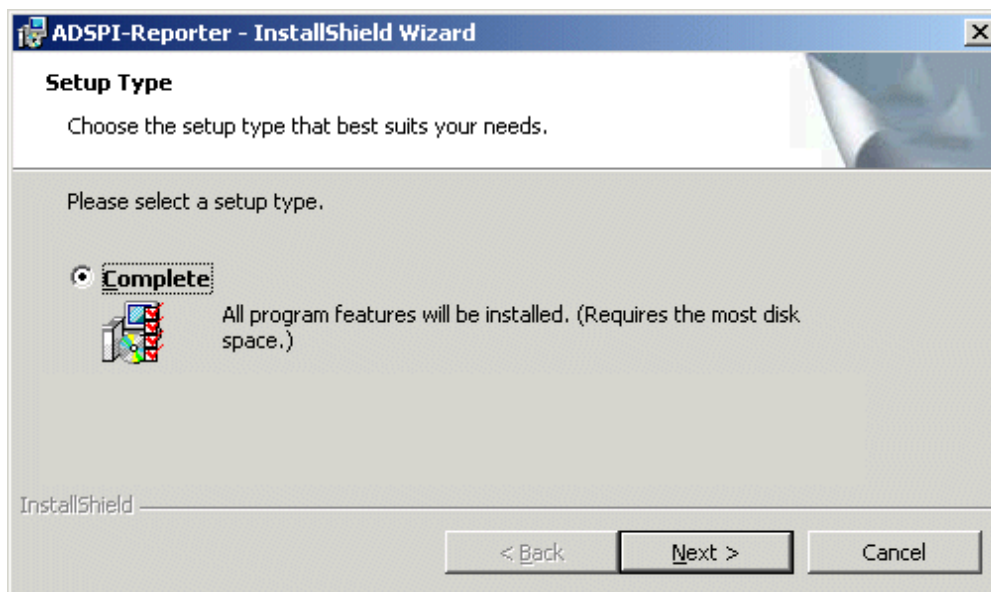 ADSPI-Reporter - InstallShield Wizard
Setup Type
Choose the setup type that best suits your needs.
Please select a setup type.
Complete
All program features will be installed. (Requires the most disk
space.)
InstallShield
< Back Next > Cancel